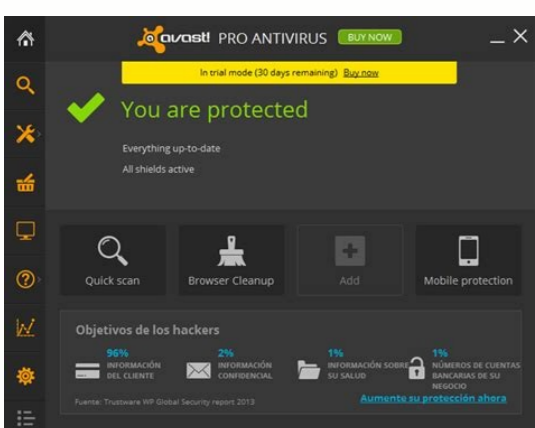 avast! PRO ANTIVIRUS BUY NOW
In trial mode (30 days remaining) Buy now
You are protected
Everything up-to-date
All shields active
Quick scan
Browser Cleanup
Add
Mobile protection
Objetivos de los hackers
96%
INFORMACIÓN
DEL CLIENTE
2%
INFORMACIÓN
CONFIDENCIAL
1%
INFORMACIÓN SOBRE
SU SALUD
1%
NÚMEROS DE CUENTAS
BANCARIAS DE SU
NEGOCIO
Fuente: Trustware WP Global Security report 2013
Aumente su protección ahora